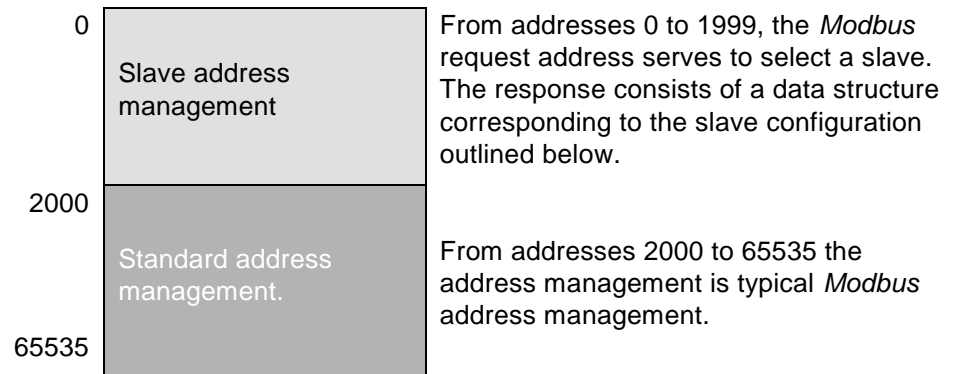 0
Slave address
management
From addresses 0 to 1999, the Modbus
request address serves to select a slave.
The response consists of a data structure
corresponding to the slave configuration
outlined below.
2000
Standard address
management.
From addresses 2000 to 65535 the
address management is typical Modbus
address management.
65535